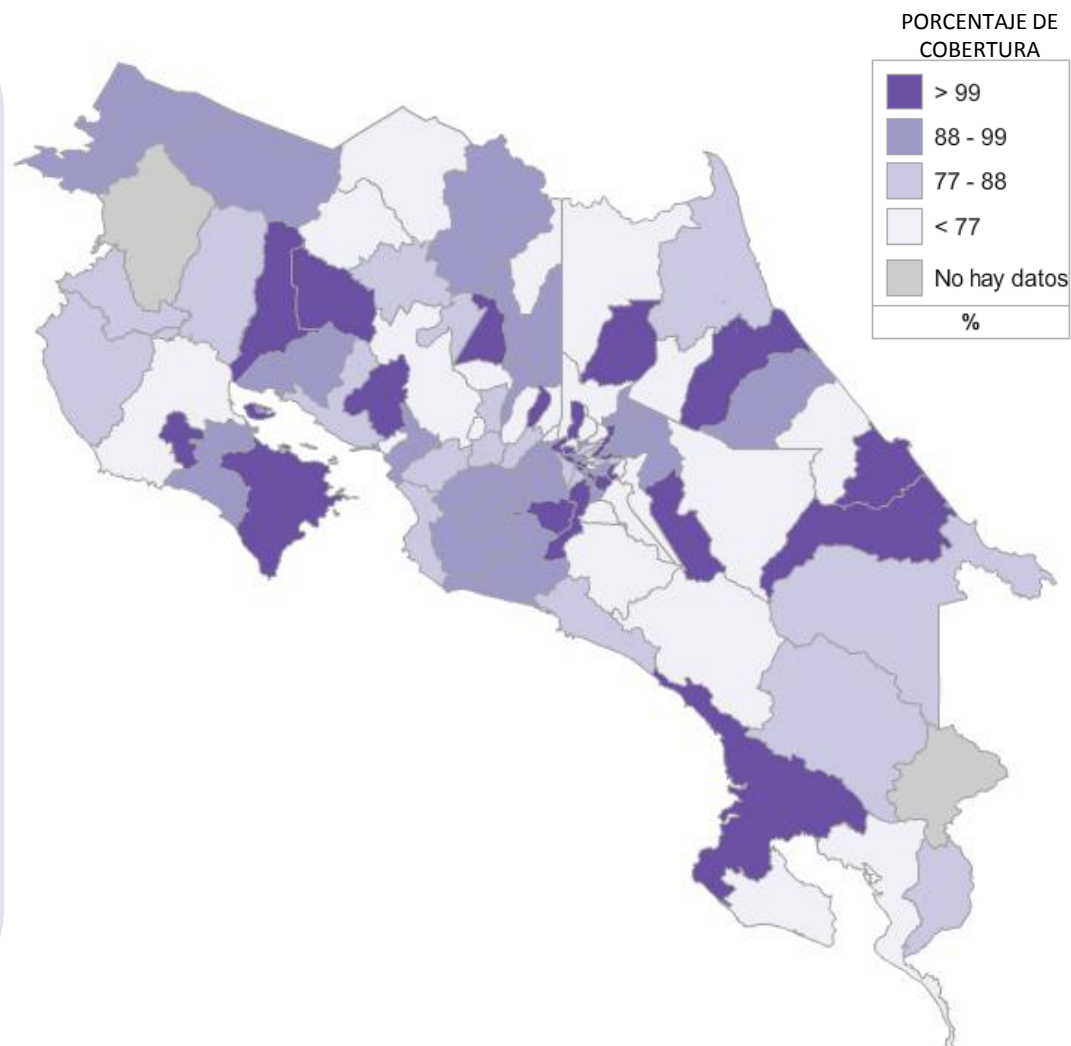 PORCENTAJE DE
COBERTURA
> 99
88 - 99
77 - 88
< 77
No hay datos
%